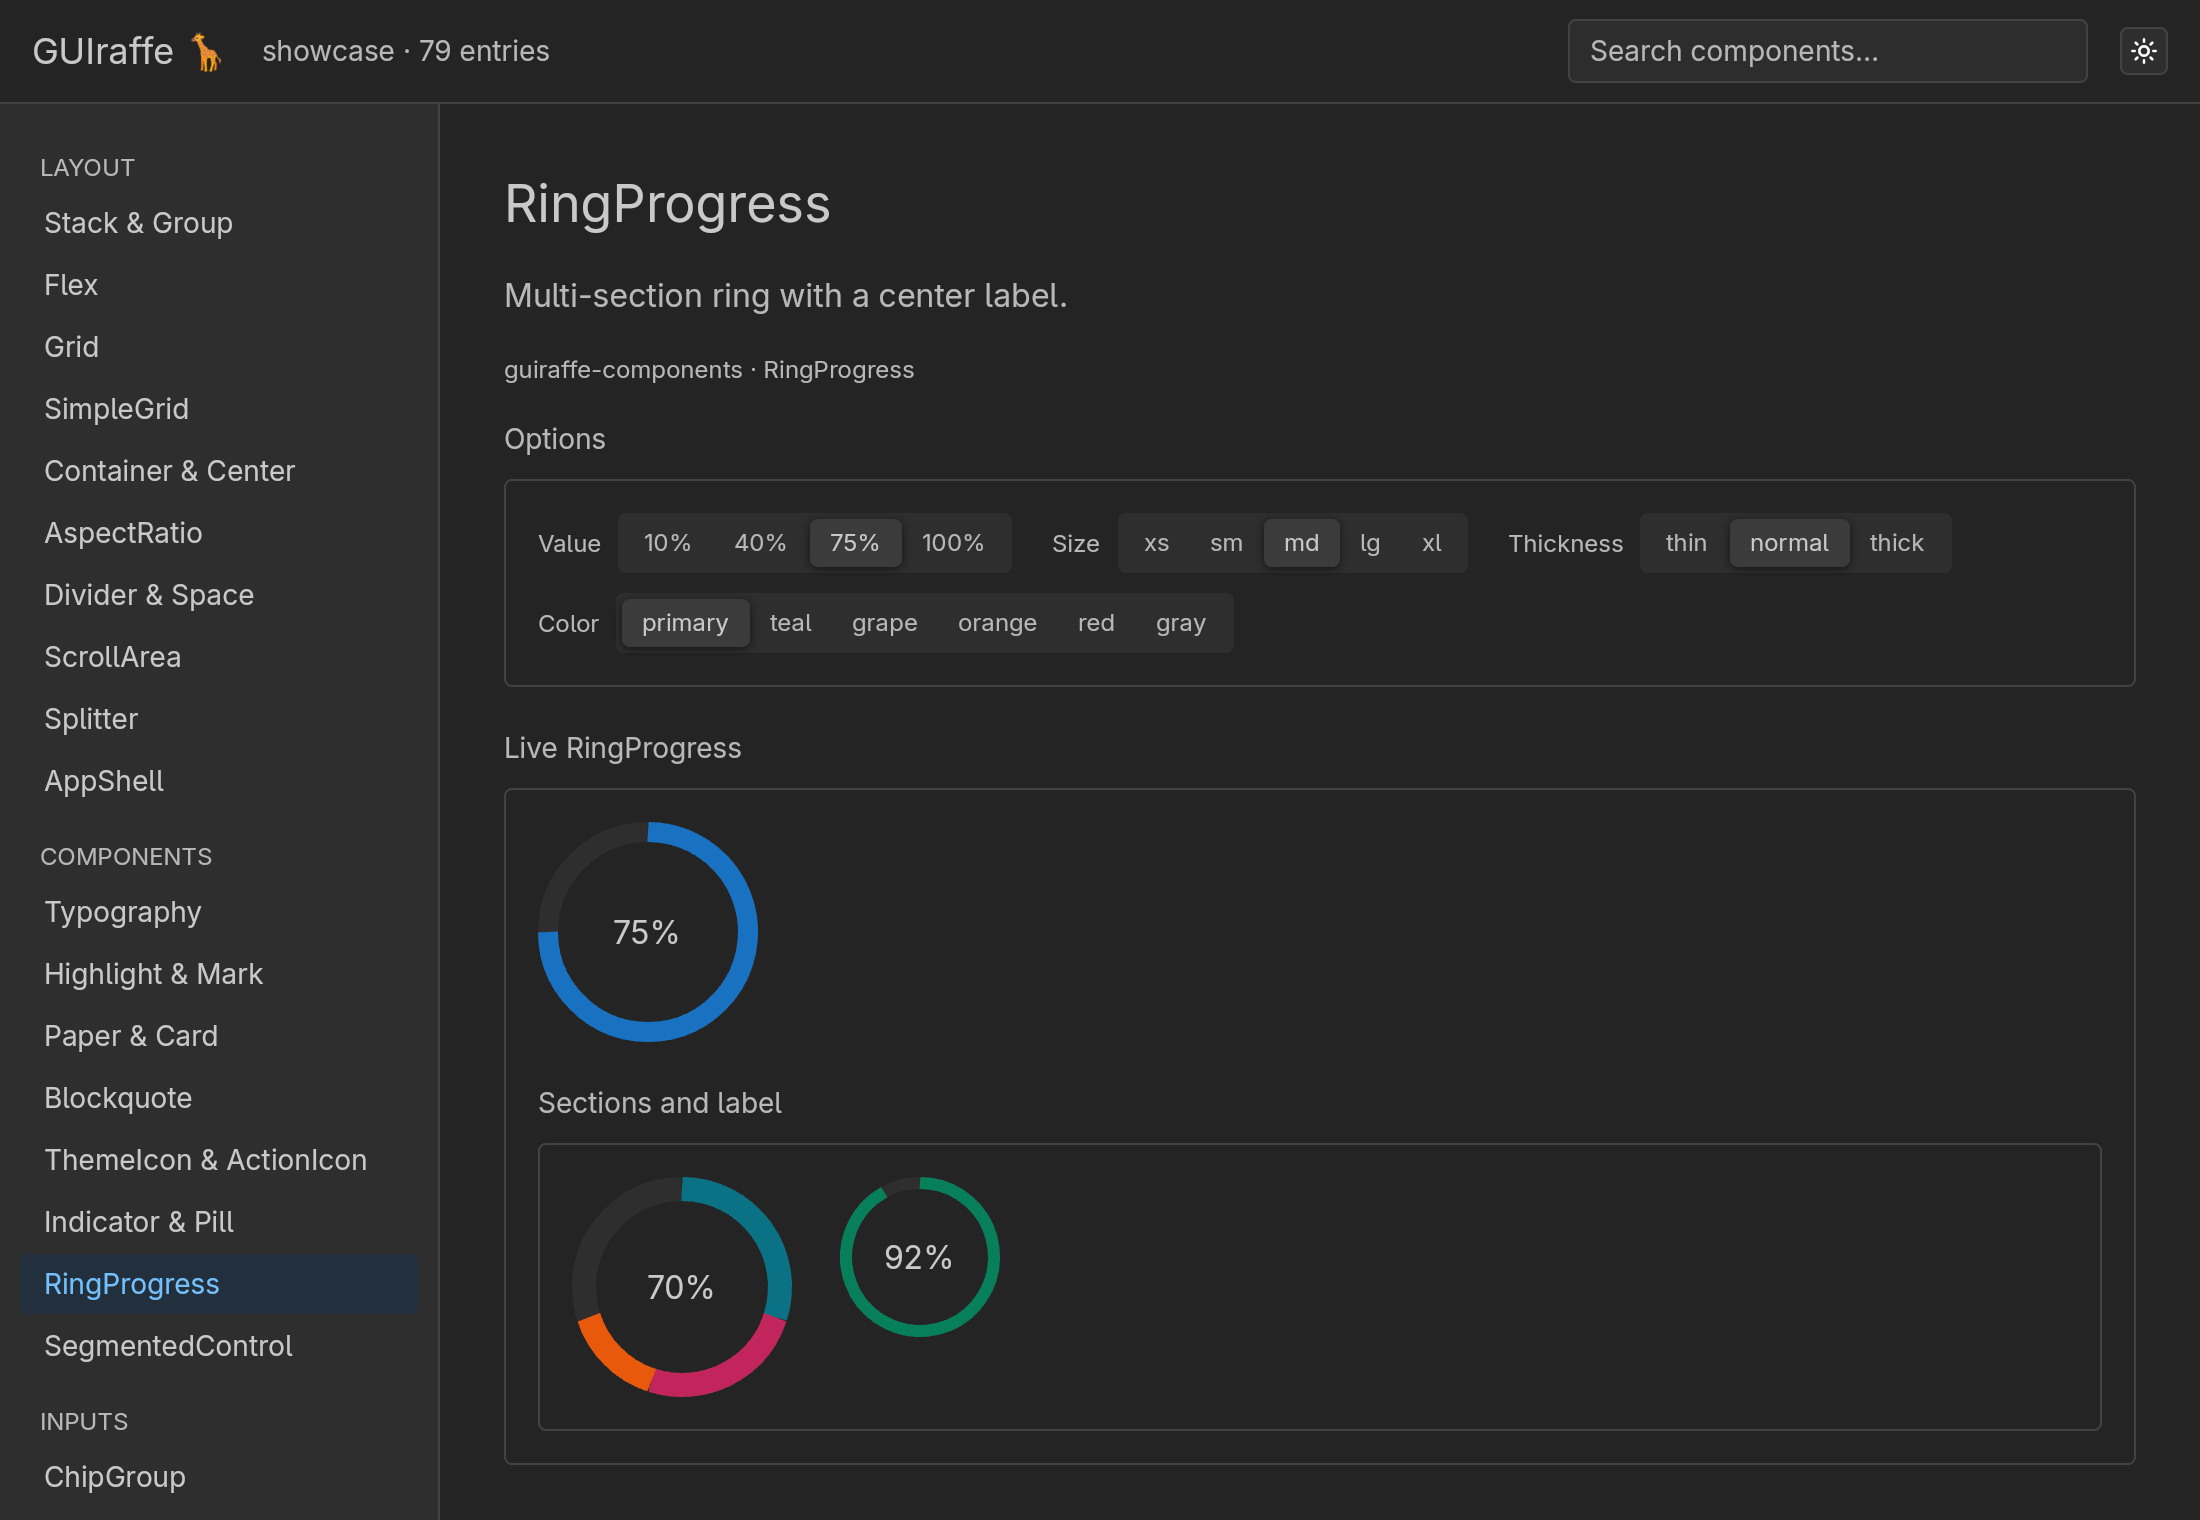 GUIraffe 🦒 showcase · 79 entries Search components...
LAYOUT
Stack & Group
Flex
Grid
SimpleGrid
Container & Center
AspectRatio
Divider & Space
ScrollArea
Splitter
AppShell
COMPONENTS
Typography
Highlight & Mark
Paper & Card
Blockquote
ThemeIcon & ActionIcon
Indicator & Pill
RingProgress
SegmentedControl
INPUTS
ChipGroup
RingProgress
Multi-section ring with a center label.
guiraffe-components · RingProgress
Options
Value 10% 40% 75% 100% Size xs sm md lg xl Thickness thin normal thick
Color primary teal grape orange red gray
Live RingProgress
75%
Sections and label
70% 92%